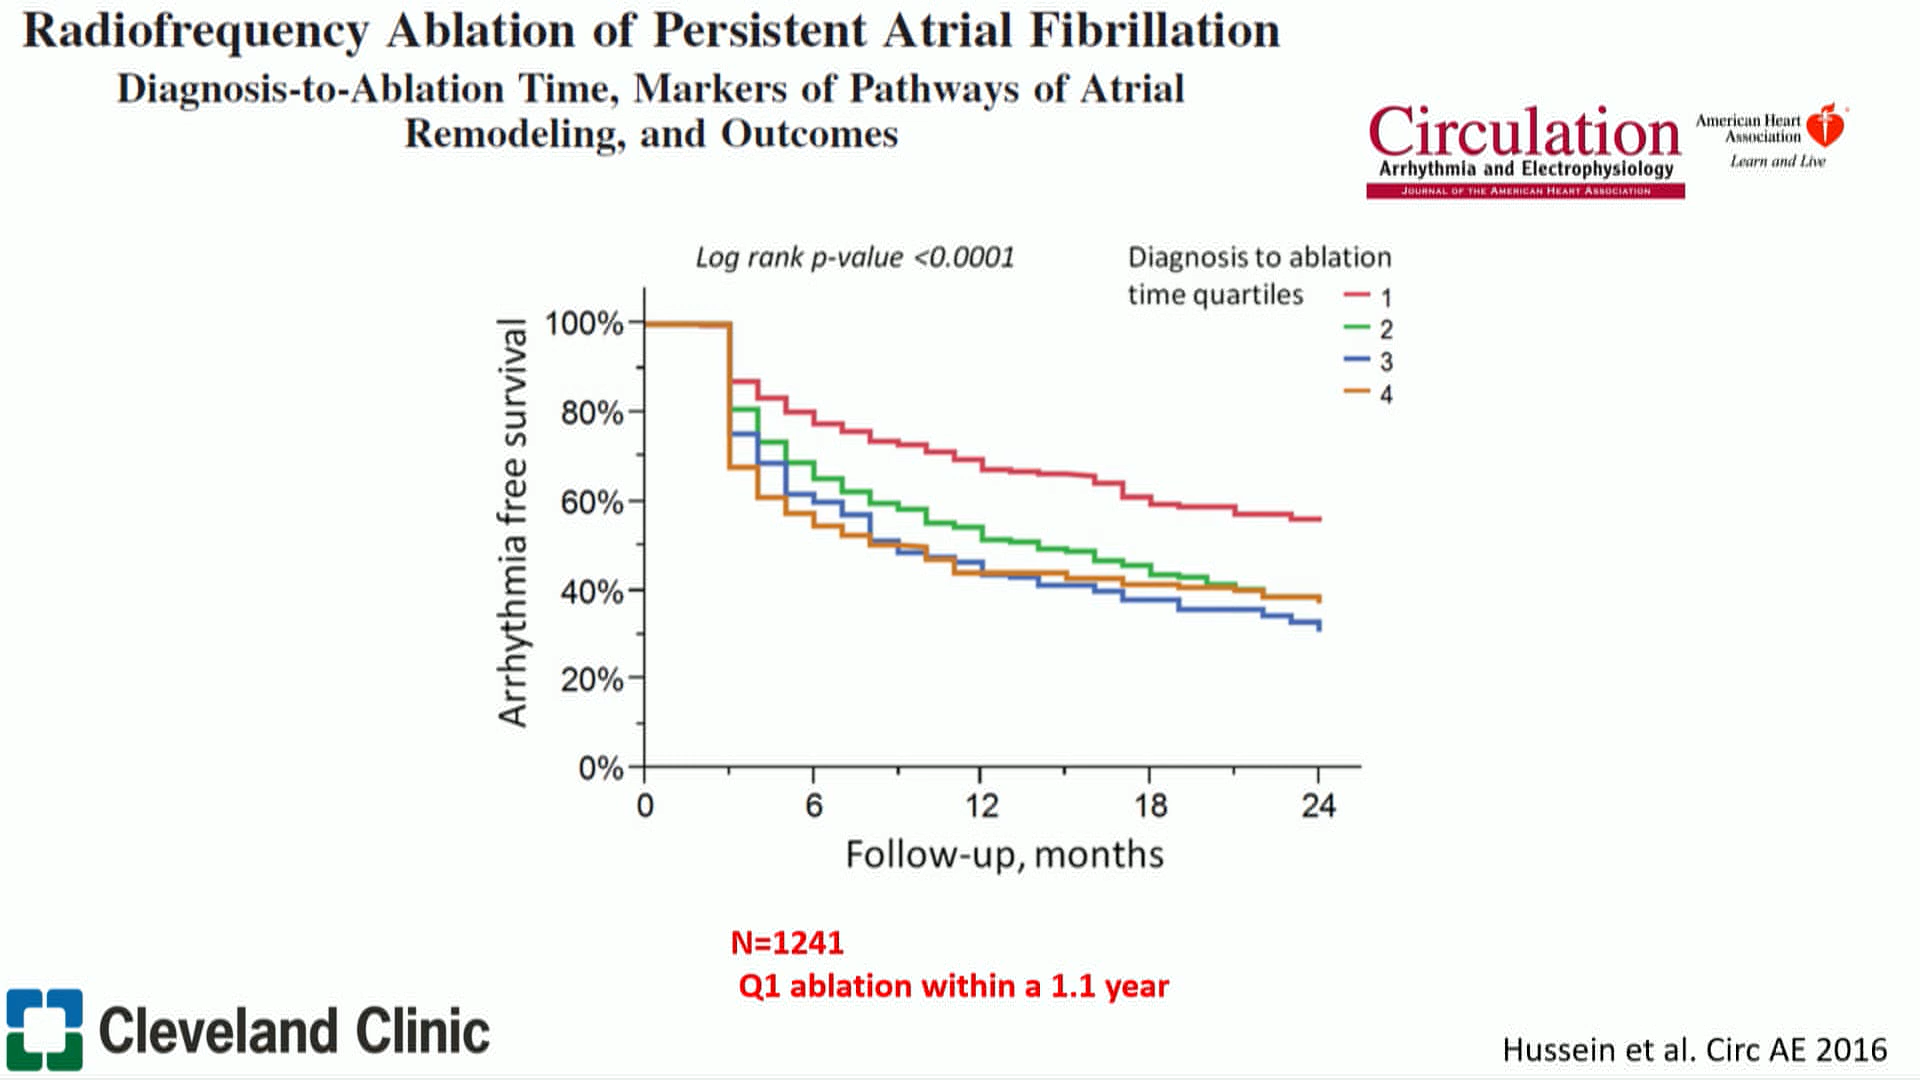 Radiofrequency Ablation of Persistent Atrial Fibrillation
Diagnosis-to-Ablation Time, Markers of Pathways of Atrial
Remodeling, and Outcomes
Circulation
Arrhythmia and Electrophysiology
JOURNAL OF THE AMERICAN HEART ASSOCIATION
American Heart
Association
Learn and Live
Log rank p-value <0.0001
Diagnosis to ablation
time quartiles
1
2
3
4
Arrhythmia free survival
100%
80%
60%
40%
20%
0%
0 6 12 18 24
Follow-up, months
N=1241
Q1 ablation within a 1.1 year
Cleveland Clinic
Hussein et al. Circ AE 2016